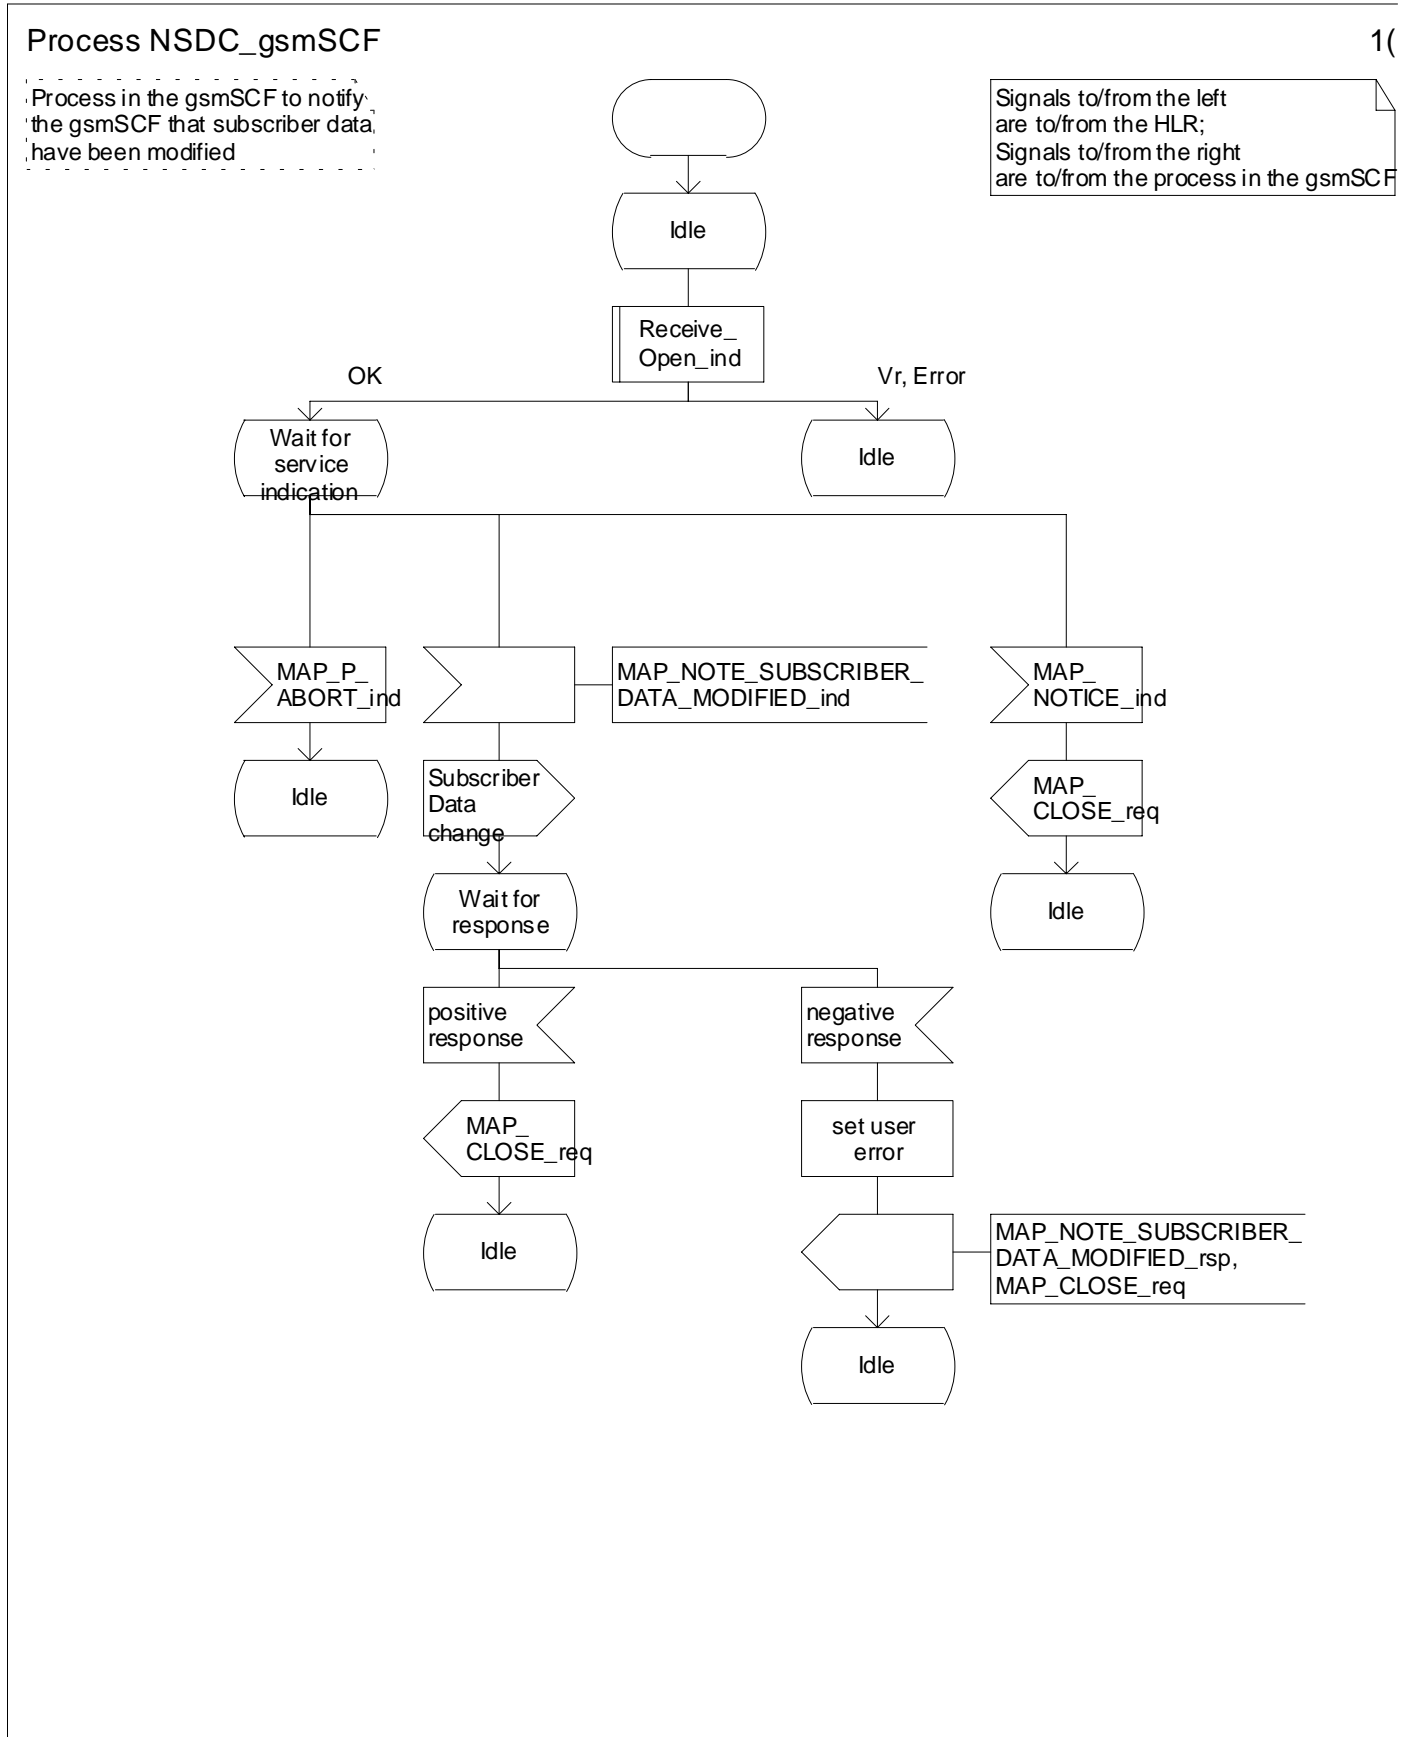 Process NSDC_gsmSCF
1(
Process in the gsmSCF to notify
the gsmSCF that subscriber data
have been modified
Signals to/from the left
are to/from the HLR;
Signals to/from the right
are to/from the process in the gsmSCF
Idle
Receive_
Open_ind
OK
Vr, Error
Wait for
service
indication
Idle
MAP_P_
ABORT_ind
MAP_NOTE_SUBSCRIBER_
DATA_MODIFIED_ind
MAP_
NOTICE_ind
Idle
Subscriber
Data
change
MAP_
CLOSE_req
Wait for
response
Idle
positive
response
negative
response
MAP_
CLOSE_req
set user
error
Idle
MAP_NOTE_SUBSCRIBER_
DATA_MODIFIED_rsp,
MAP_CLOSE_req
Idle